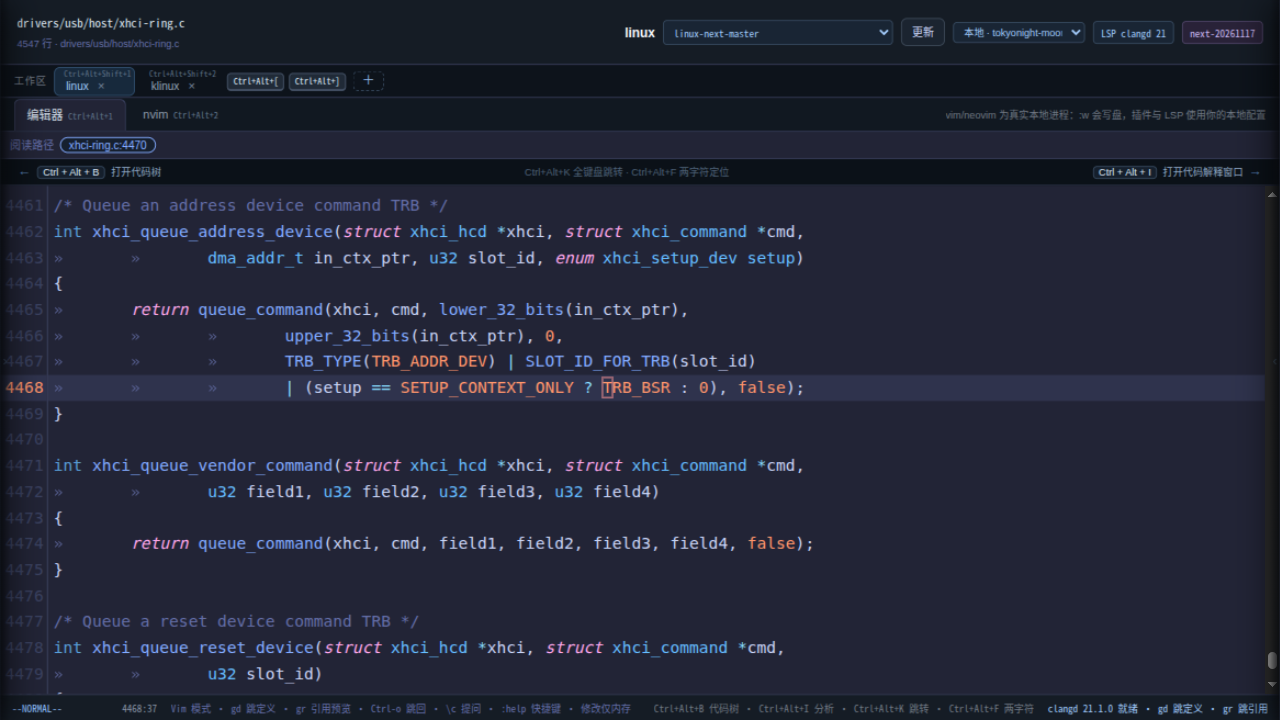 drivers/usb/host/xhci-ring.c
4547 行 · drivers/usb/host/xhci-ring.c
linux linux-next-master 更新 本地 · tokyonight-moon LSP clangd 21 next-20261117
工作区 Ctrl+Alt+Shift+1 linux × Ctrl+Alt+Shift+2 klinux × Ctrl+Alt+[ Ctrl+Alt+] +
编辑器 Ctrl+Alt+1 nvim Ctrl+Alt+2 vim/neovim 为真实本地进程：:w 会写盘，插件与 LSP 使用你的本地配置
阅读路径 xhci-ring.c:4470
← Ctrl + Alt + B 打开代码树 Ctrl+Alt+K 全键盘跳转 · Ctrl+Alt+F 两字符定位 Ctrl + Alt + I 打开代码解释窗口 →
4461 /* Queue an address device command TRB */
4462 int xhci_queue_address_device(struct xhci_hcd *xhci, struct xhci_command *cmd,
4463 » » dma_addr_t in_ctx_ptr, u32 slot_id, enum xhci_setup_dev setup)
4464 {
4465 » return queue_command(xhci, cmd, lower_32_bits(in_ctx_ptr),
4466 » » » upper_32_bits(in_ctx_ptr), 0,
4467 » » » TRB_TYPE(TRB_ADDR_DEV) | SLOT_ID_FOR_TRB(slot_id)
4468 » » » | (setup == SETUP_CONTEXT_ONLY ? TRB_BSR : 0), false);
4469 }
4470
4471 int xhci_queue_vendor_command(struct xhci_hcd *xhci, struct xhci_command *cmd,
4472 » » u32 field1, u32 field2, u32 field3, u32 field4)
4473 {
4474 » return queue_command(xhci, cmd, field1, field2, field3, field4, false);
4475 }
4476
4477 /* Queue a reset device command TRB */
4478 int xhci_queue_reset_device(struct xhci_hcd *xhci, struct xhci_command *cmd,
4479 » » u32 slot_id)
--NORMAL-- 4468:37 Vim 模式 · gd 跳定义 · gr 引用预览 · Ctrl-o 跳回 · \c 提问 · :help 快捷键 · 修改仅内存 Ctrl+Alt+B 代码树 · Ctrl+Alt+I 分析 · Ctrl+Alt+K 跳转 · Ctrl+Alt+F 两字符 clangd 21.1.0 就绪 · gd 跳定义 · gr 跳引用